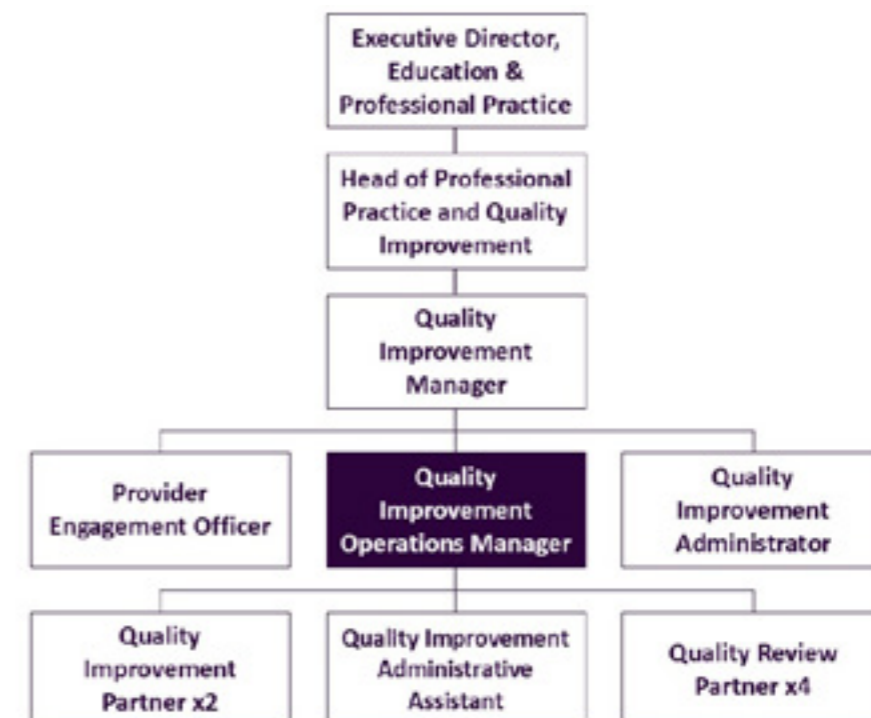 Executive Director,
Education &
Professional Practice
Head of Professional
Practice and Quality
Improvement
Quality
Improvement
Manager
Provider
Engagement Officer
Quality
Improvement
Operations Manager
Quality
Improvement
Administrator
Quality
Improvement
Partner x2
Quality Improvement
Administrative
Assistant
Quality Review
Partner x4